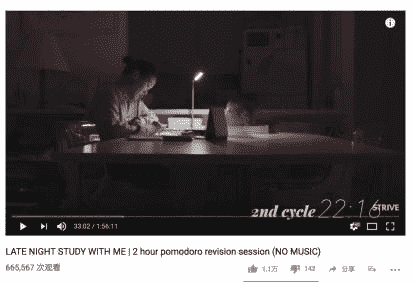 2nd cycle 22:16 STRIVE
33:02 / 1:56:11
LATE NIGHT STUDY WITH ME | 2 hour pomodoro revision session (NO MUSIC)
665,567 次观看
1.1万 142 分享